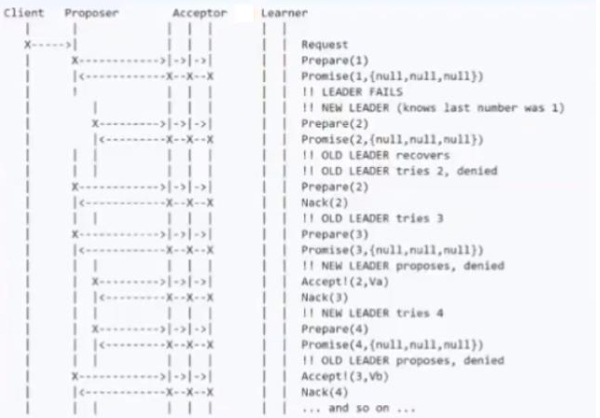 Client Proposer Acceptor Learner
| | | | | | |
X----->| | | | | | Request
| X------------>|->|->| | | Prepare(1)
| |<------------X--X--X | | Promise(1,{null,null,null})
| ! | | | | | !! LEADER FAILS
| | | | | | | !! NEW LEADER (knows last number was 1)
| X--------->|->|->| | | Prepare(2)
| |<---------X--X--X | | Promise(2,{null,null,null})
| | | | | | | | !! OLD LEADER recovers
| | | | | | | | !! OLD LEADER tries 2, denied
| X------------>|->|->| | | Prepare(2)
| |<------------X--X--X | | Nack(2)
| | | | | | | | !! OLD LEADER tries 3
| X------------>|->|->| | | Prepare(3)
| |<------------X--X--X | | Promise(3,{null,null,null})
| | | | | | | | !! NEW LEADER proposes, denied
| | X--------->|->|->| | | Accept!(2,Va)
| | |<---------X--X--X | | Nack(3)
| | | | | | | | !! NEW LEADER tries 4
| | X--------->|->|->| | | Prepare(4)
| | |<---------X--X--X | | Promise(4,{null,null,null})
| | | | | | | | !! OLD LEADER proposes, denied
| X------------>|->|->| | | Accept!(3,Vb)
| |<------------X--X--X | | Nack(4)
| | | | | | | | ... and so on ...